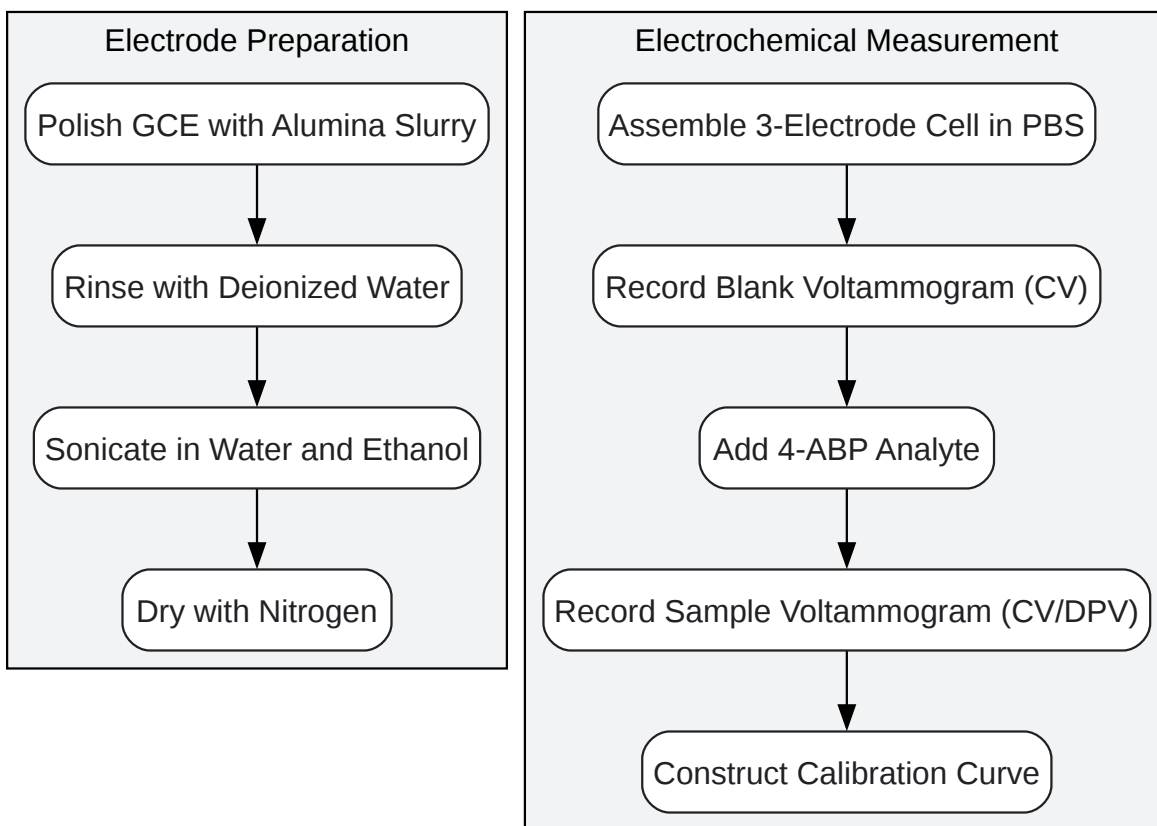 Electrode Preparation
Polish GCE with Alumina Slurry
Rinse with Deionized Water
Sonicate in Water and Ethanol
Dry with Nitrogen
Electrochemical Measurement
Assemble 3-Electrode Cell in PBS
Record Blank Voltammogram (CV)
Add 4-ABP Analyte
Record Sample Voltammogram (CV/DPV)
Construct Calibration Curve